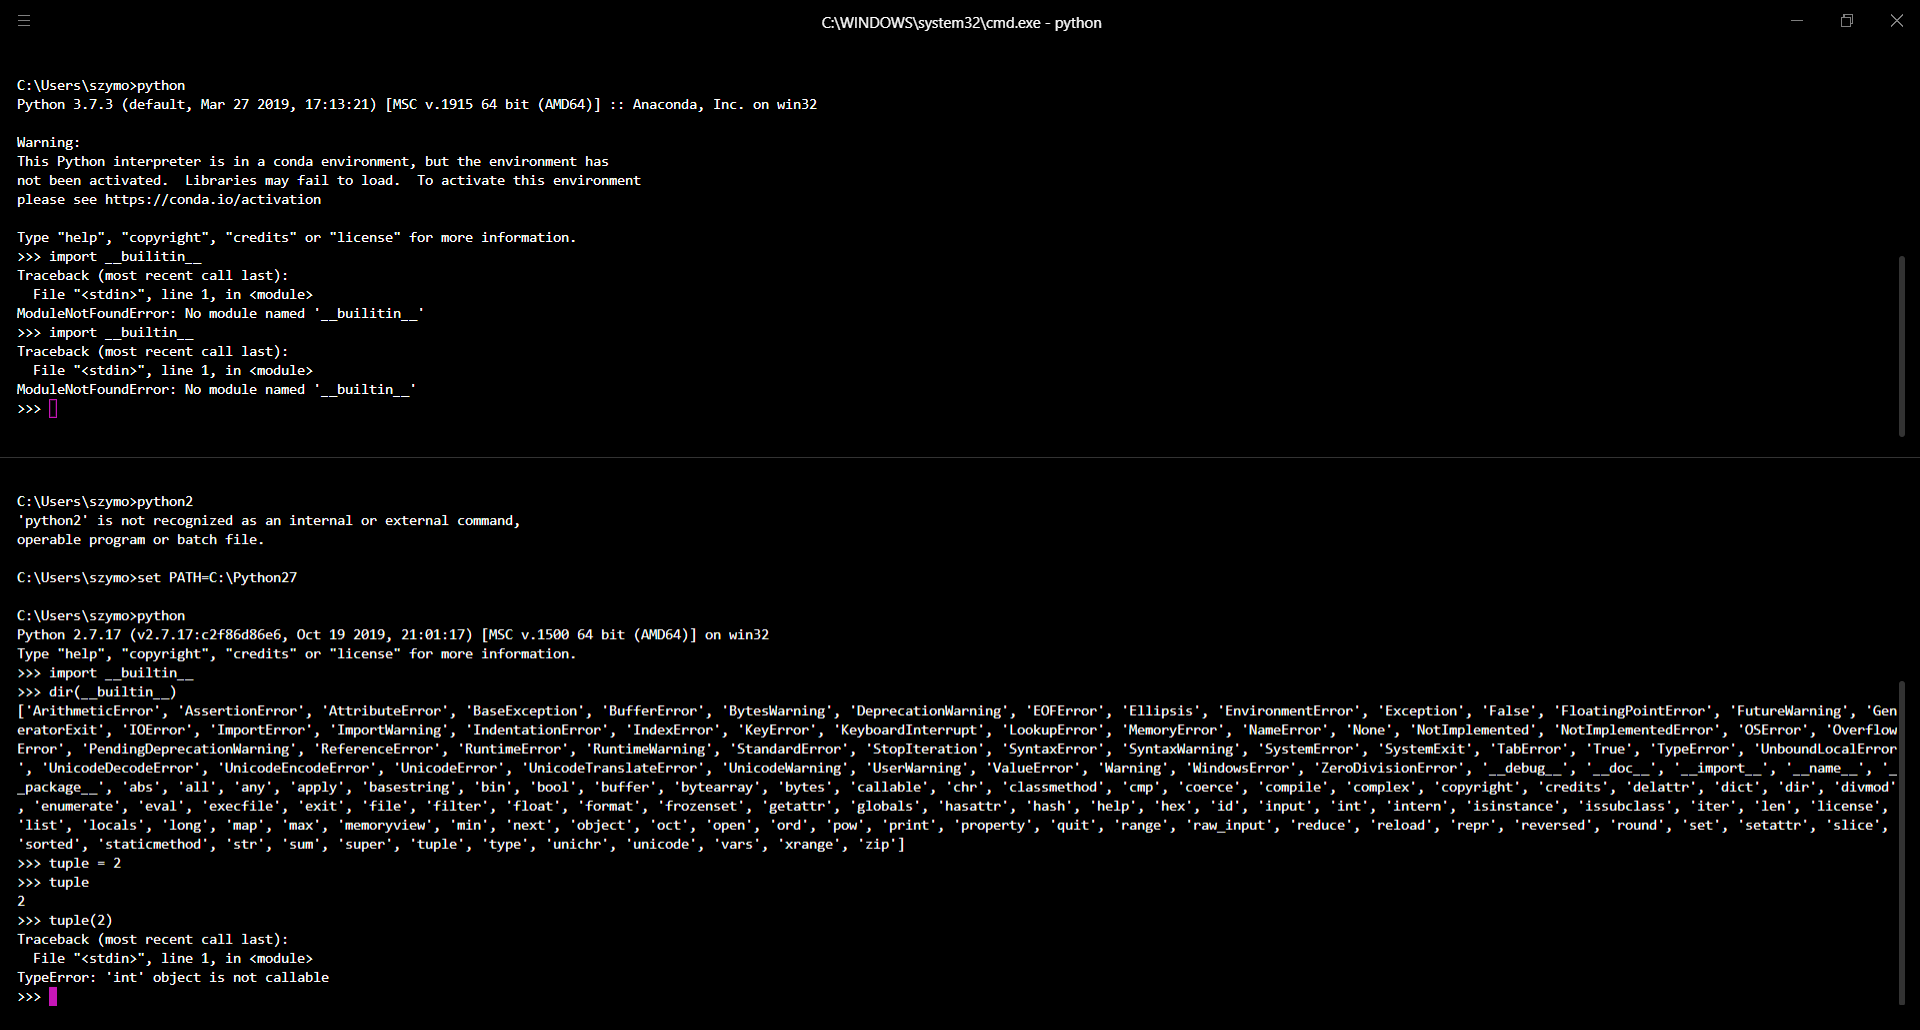 C:\WINDOWS\system32\cmd.exe - python
C:\Users\szymo>python
Python 3.7.3 (default, Mar 27 2019, 17:13:21) [MSC v.1915 64 bit (AMD64)] :: Anaconda, Inc. on win32
Warning:
This Python interpreter is in a conda environment, but the environment has
not been activated.  Libraries may fail to load.  To activate this environment
please see https://conda.io/activation
Type "help", "copyright", "credits" or "license" for more information.
>>> import __builitin__
Traceback (most recent call last):
  File "<stdin>", line 1, in <module>
ModuleNotFoundError: No module named '__builitin__'
>>> import __builtin__
Traceback (most recent call last):
  File "<stdin>", line 1, in <module>
ModuleNotFoundError: No module named '__builtin__'
>>>
C:\Users\szymo>python2
'python2' is not recognized as an internal or external command,
operable program or batch file.
C:\Users\szymo>set PATH=C:\Python27
C:\Users\szymo>python
Python 2.7.17 (v2.7.17:c2f86d86e6, Oct 19 2019, 21:01:17) [MSC v.1500 64 bit (AMD64)] on win32
Type "help", "copyright", "credits" or "license" for more information.
>>> import __builtin__
>>> dir(__builtin__)
['ArithmeticError', 'AssertionError', 'AttributeError', 'BaseException', 'BufferError', 'BytesWarning', 'DeprecationWarning', 'EOFError', 'Ellipsis', 'EnvironmentError', 'Exception', 'False', 'FloatingPointError', 'FutureWarning', 'Gen
eratorExit', 'IOError', 'ImportError', 'ImportWarning', 'IndentationError', 'IndexError', 'KeyError', 'KeyboardInterrupt', 'LookupError', 'MemoryError', 'NameError', 'None', 'NotImplemented', 'NotImplementedError', 'OSError', 'Overflow
Error', 'PendingDeprecationWarning', 'ReferenceError', 'RuntimeError', 'RuntimeWarning', 'StandardError', 'StopIteration', 'SyntaxError', 'SyntaxWarning', 'SystemError', 'SystemExit', 'TabError', 'True', 'TypeError', 'UnboundLocalError
', 'UnicodeDecodeError', 'UnicodeEncodeError', 'UnicodeError', 'UnicodeTranslateError', 'UnicodeWarning', 'UserWarning', 'ValueError', 'Warning', 'WindowsError', 'ZeroDivisionError', '__debug__', '__doc__', '__import__', '__name__', '_
_package__', 'abs', 'all', 'any', 'apply', 'basestring', 'bin', 'bool', 'buffer', 'bytearray', 'bytes', 'callable', 'chr', 'classmethod', 'cmp', 'coerce', 'compile', 'complex', 'copyright', 'credits', 'delattr', 'dict', 'dir', 'divmod'
, 'enumerate', 'eval', 'execfile', 'exit', 'file', 'filter', 'float', 'format', 'frozenset', 'getattr', 'globals', 'hasattr', 'hash', 'help', 'hex', 'id', 'input', 'int', 'intern', 'isinstance', 'issubclass', 'iter', 'len', 'license',
'list', 'locals', 'long', 'map', 'max', 'memoryview', 'min', 'next', 'object', 'oct', 'open', 'ord', 'pow', 'print', 'property', 'quit', 'range', 'raw_input', 'reduce', 'reload', 'repr', 'reversed', 'round', 'set', 'setattr', 'slice',
'sorted', 'staticmethod', 'str', 'sum', 'super', 'tuple', 'type', 'unichr', 'unicode', 'vars', 'xrange', 'zip']
>>> tuple = 2
>>> tuple
2
>>> tuple(2)
Traceback (most recent call last):
  File "<stdin>", line 1, in <module>
TypeError: 'int' object is not callable
>>>